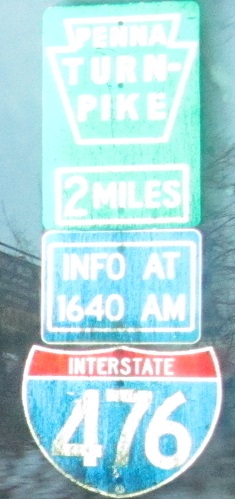 PENNA
TURN-
PIKE
2 MILES
INFO AT
1640 AM
INTERSTATE
476